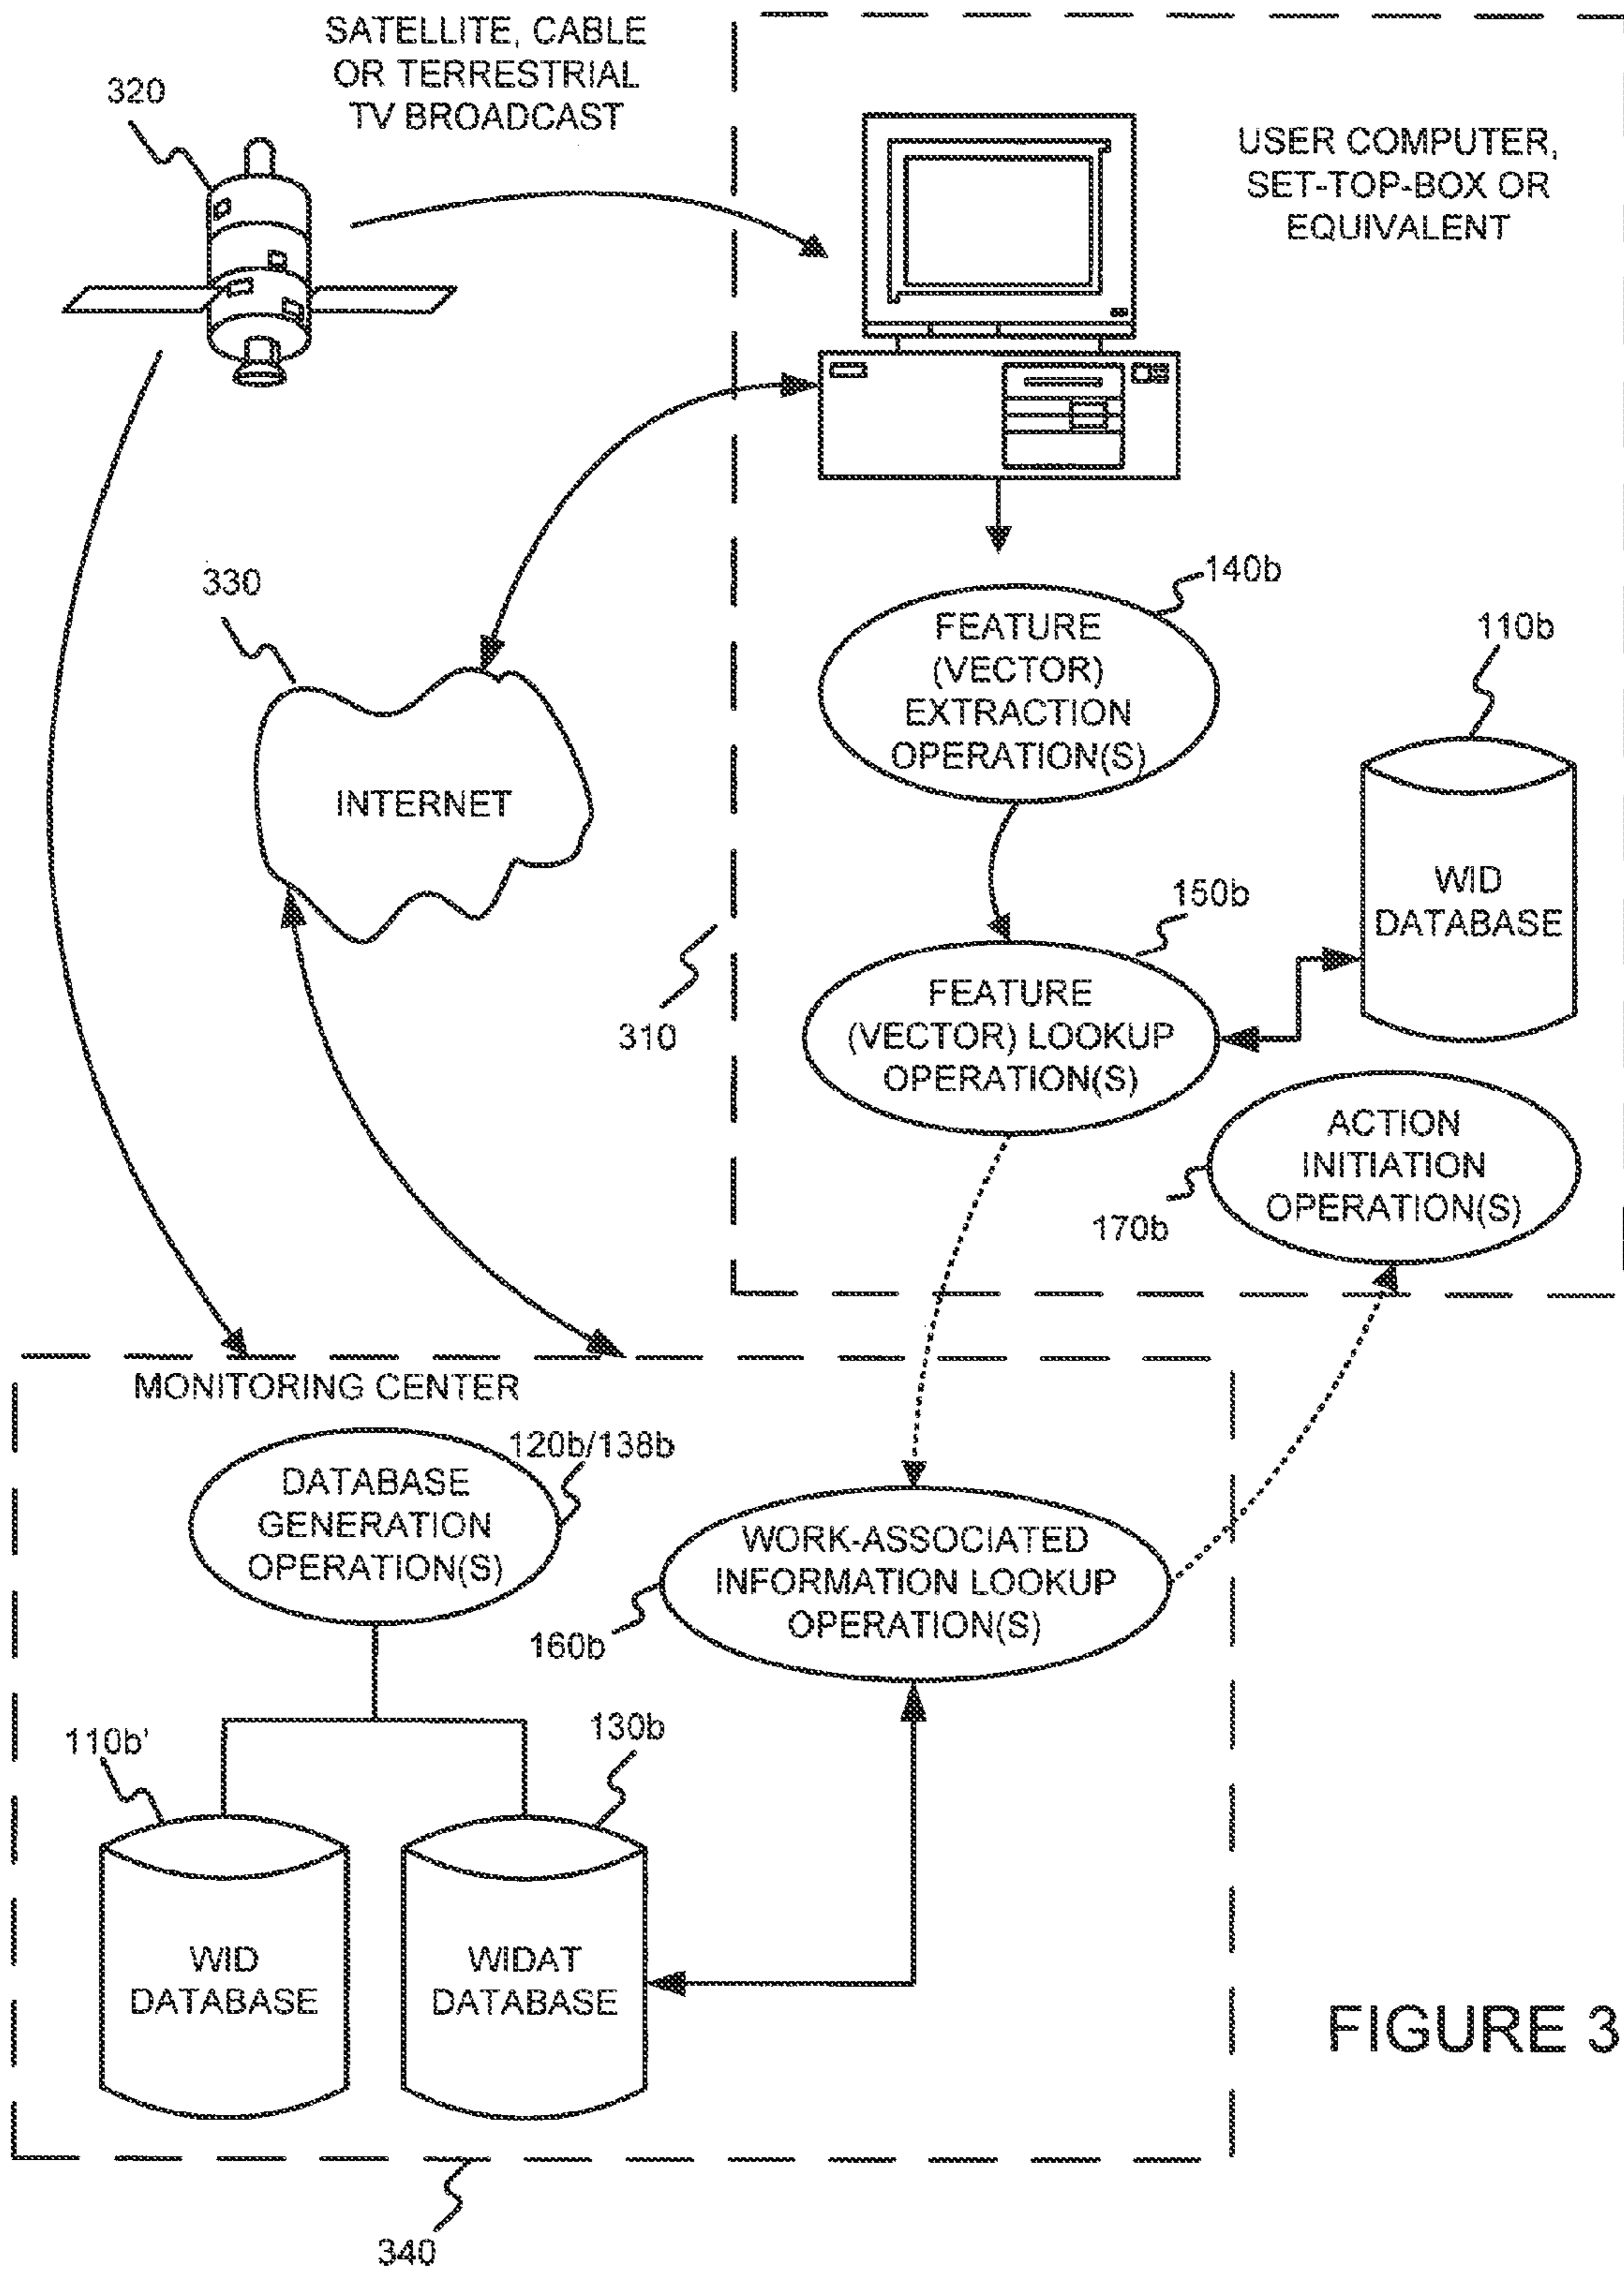 SATELLITE, CABLE
OR TERRESTRIAL
TV BROADCAST
320
USER COMPUTER,
SET-TOP-BOX OR
EQUIVALENT
330
INTERNET
140b
FEATURE
(VECTOR)
EXTRACTION
OPERATION(S)
110b
WID
DATABASE
150b
FEATURE
(VECTOR) LOOKUP
OPERATION(S)
310
ACTION
INITIATION
OPERATION(S)
170b
MONITORING CENTER
120b/138b
DATABASE
GENERATION
OPERATION(S)
WORK-ASSOCIATED
INFORMATION LOOKUP
OPERATION(S)
160b
110b'
130b
WID
DATABASE
WIDAT
DATABASE
FIGURE 3
340